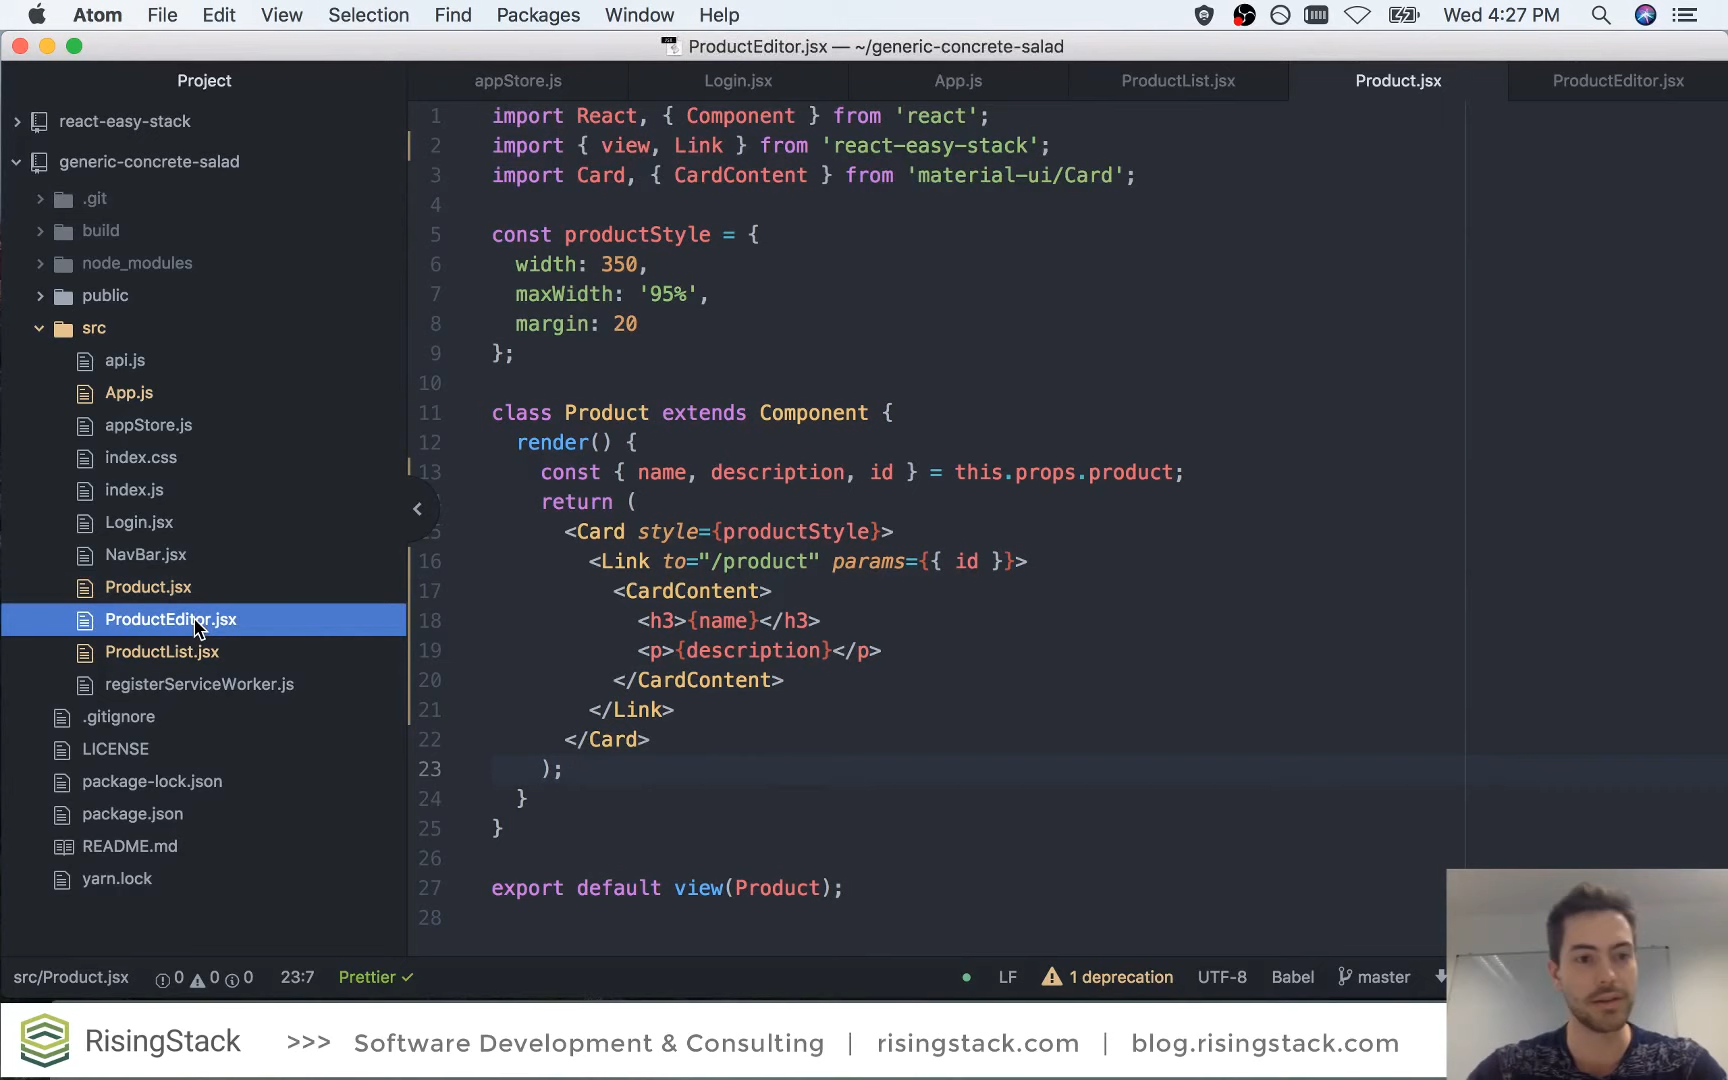 Atom File Edit View Selection Find Packages Window Help Wed 4:27 PM
ProductEditor.jsx — ~/generic-concrete-salad
Project
appStore.js Login.jsx App.js ProductList.jsx Product.jsx ProductEditor.jsx
react-easy-stack
generic-concrete-salad
.git
build
node_modules
public
src
api.js
App.js
appStore.js
index.css
index.js
Login.jsx
NavBar.jsx
Product.jsx
ProductEditor.jsx
ProductList.jsx
registerServiceWorker.js
.gitignore
LICENSE
package-lock.json
package.json
README.md
yarn.lock
1 import React, { Component } from 'react';
2 import { view, Link } from 'react-easy-stack';
3 import Card, { CardContent } from 'material-ui/Card';
4
5 const productStyle = {
6 width: 350,
7 maxWidth: '95%',
8 margin: 20
9 };
10
11 class Product extends Component {
12 render() {
13 const { name, description, id } = this.props.product;
return (
5 <Card style={productStyle}>
16 <Link to="/product" params={{ id }}>
17 <CardContent>
18 <h3>{name}</h3>
19 <p>{description}</p>
20 </CardContent>
21 </Link>
22 </Card>
23 );
24 }
25 }
26
27 export default view(Product);
28
src/Product.jsx 0 0 0 23:7 Prettier ✓ LF 1 deprecation UTF-8 Babel master
RisingStack >>> Software Development & Consulting | risingstack.com | blog.risingstack.com